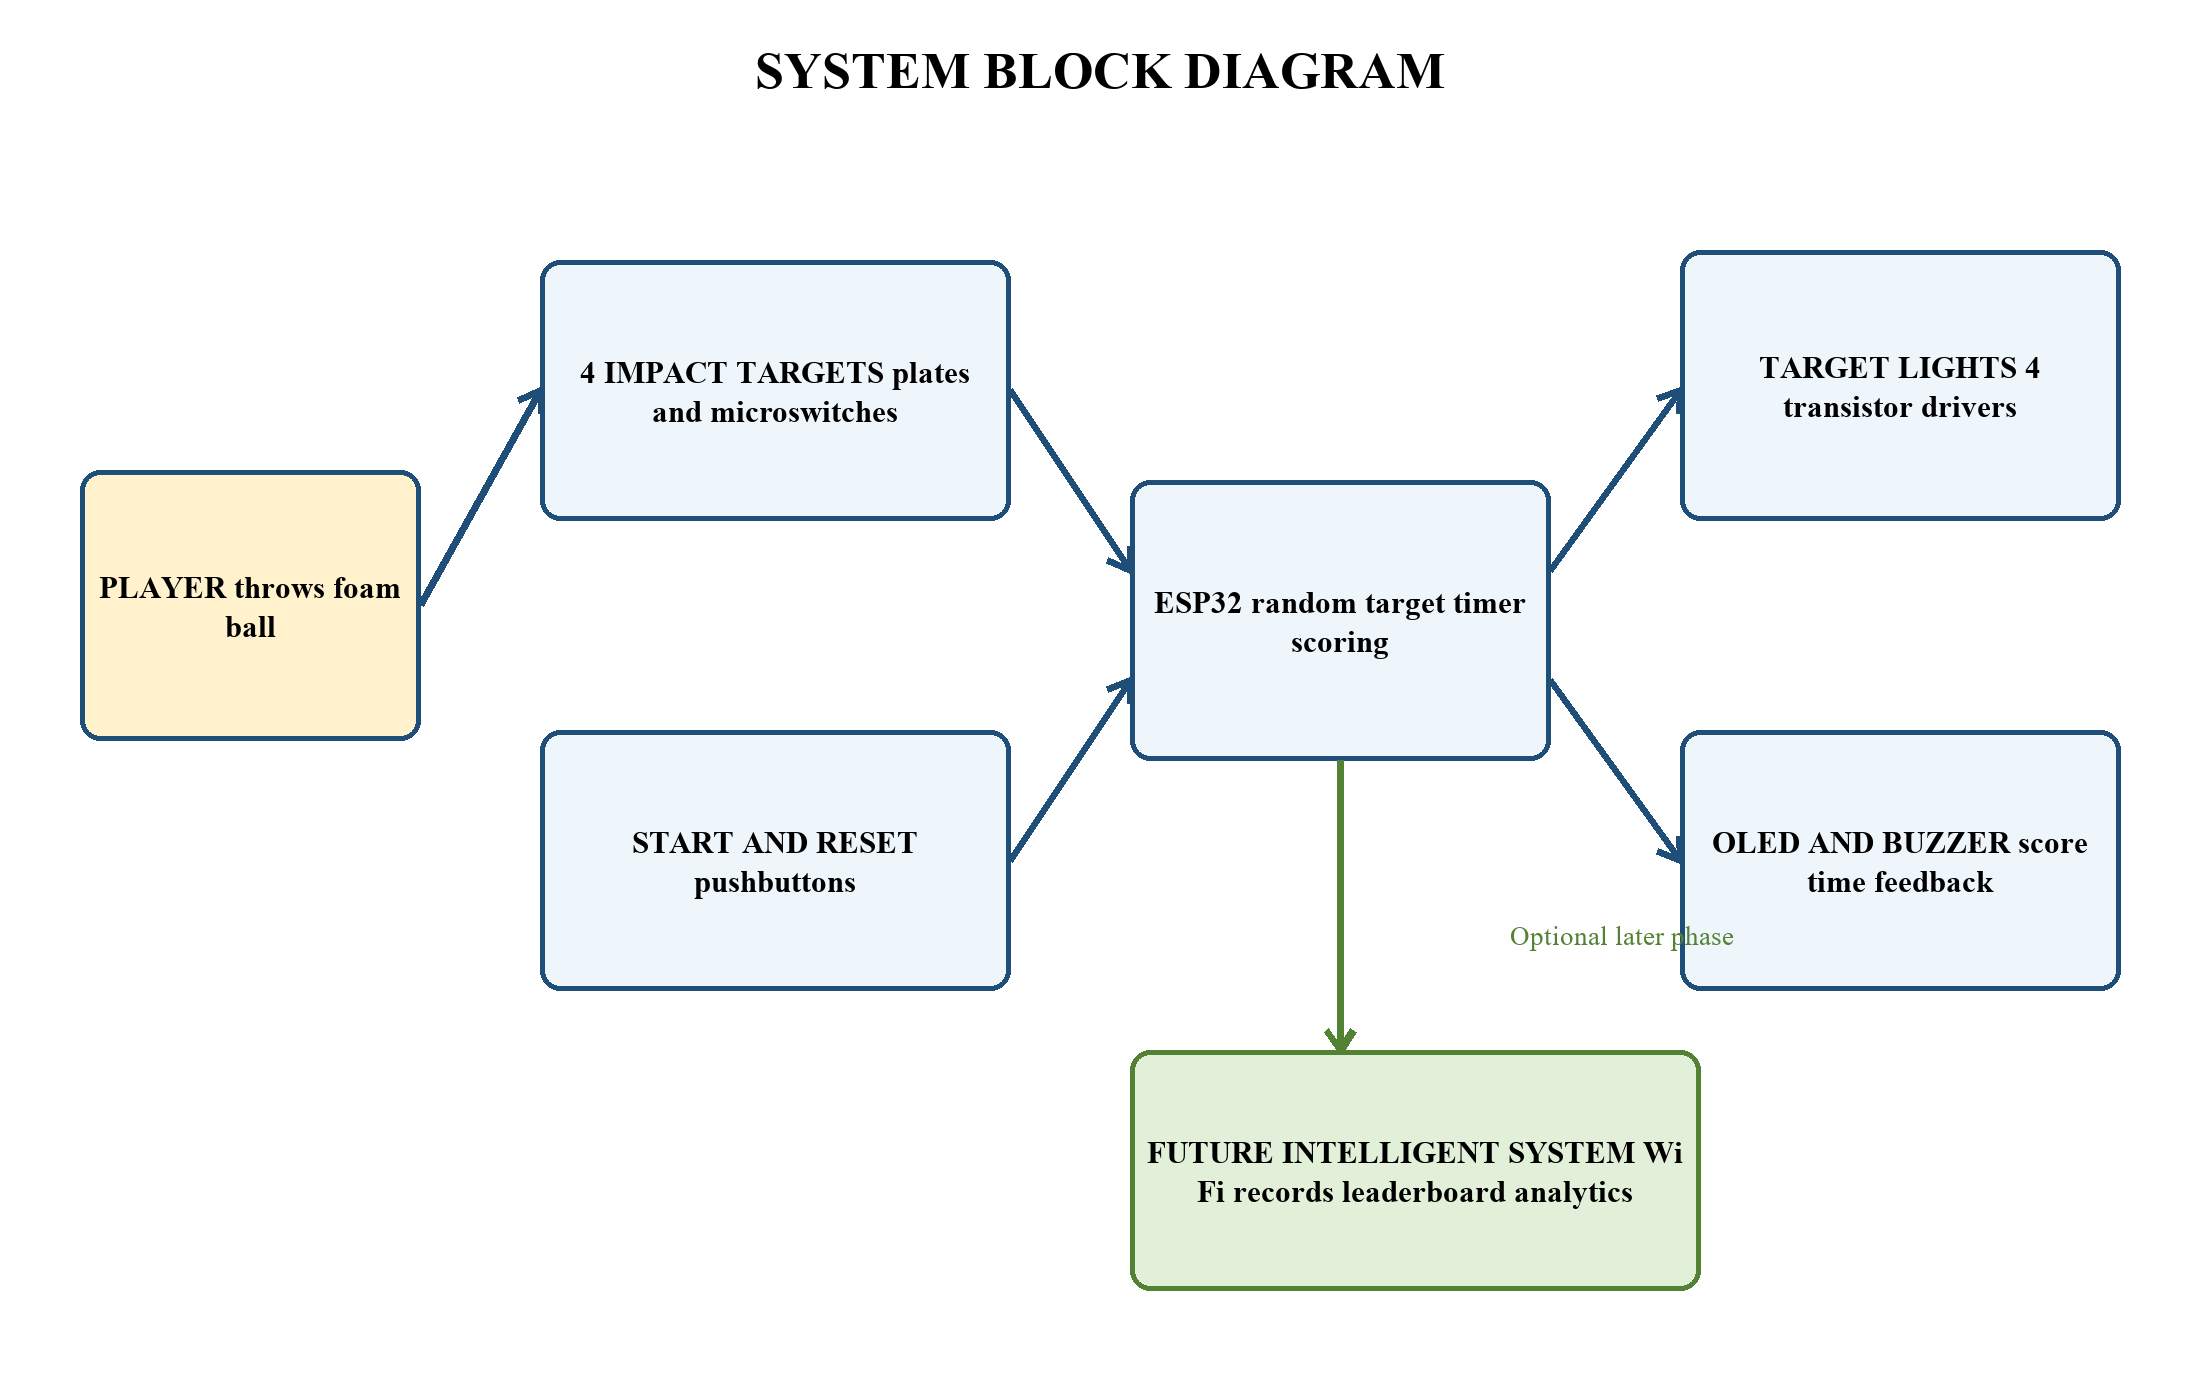 SYSTEM BLOCK DIAGRAM
4 IMPACT TARGETS plates
and microswitches
TARGET LIGHTS 4
transistor drivers
PLAYER throws foam
ball
ESP32 random target timer
scoring
START AND RESET
pushbuttons
OLED AND BUZZER score
time feedback
Optional later phase
FUTURE INTELLIGENT SYSTEM Wi
Fi records leaderboard analytics